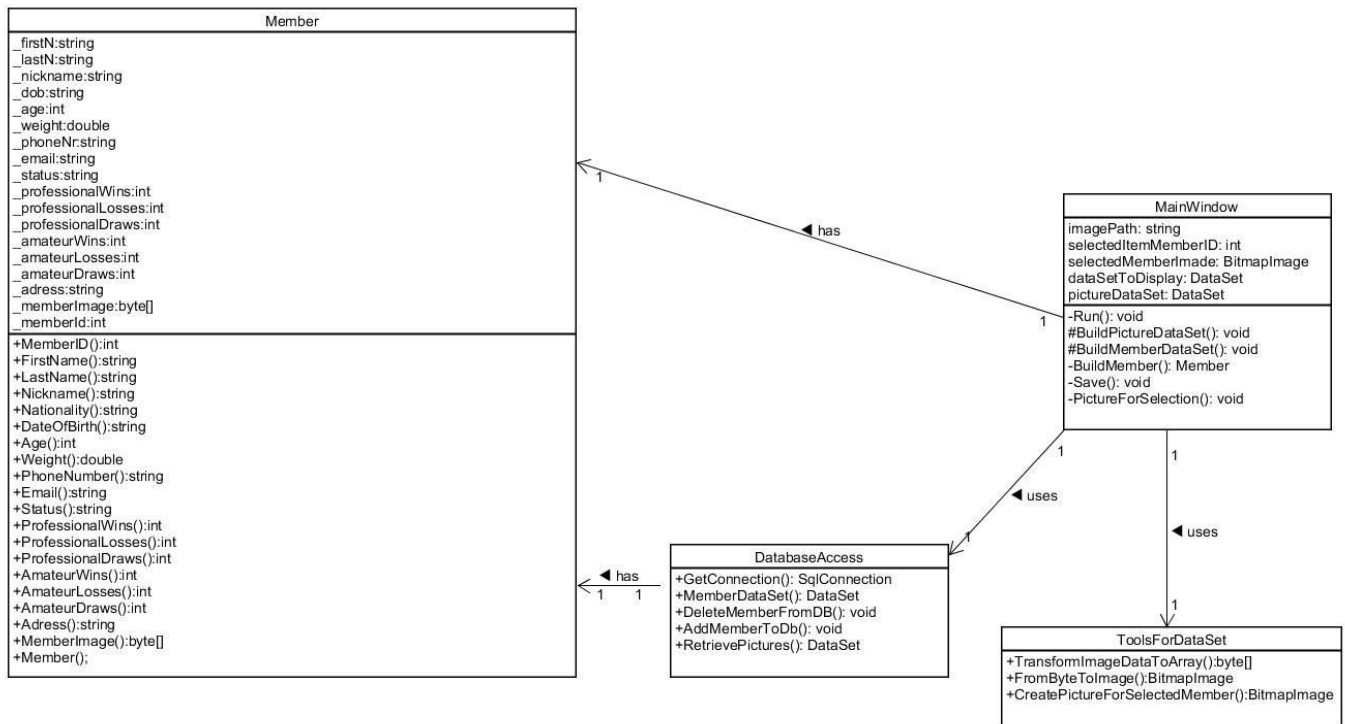 Member
_firstN:string
_lastN:string
_nickname:string
_dob:string
_age:int
_weight:double
_phoneNr:string
_email:string
_status:string
_professionalWins:int
_professionalLosses:int
_professionalDraws:int
_amateurWins:int
_amateurLosses:int
_amateurDraws:int
_adress:string
_memberImage:byte[]
_memberId:int
+MemberID():int
+FirstName():string
+LastName():string
+Nickname():string
+Nationality():string
+DateOfBirth():string
+Age():int
+Weight():double
+PhoneNumber():string
+Email():string
+Status():string
+ProfessionalWins():int
+ProfessionalLosses():int
+ProfessionalDraws():int
+AmateurWins():int
+AmateurLosses():int
+AmateurDraws():int
+Adress():string
+MemberImage():byte[]
+Member();
1
◀ has
1
MainWindow
imagePath: string
selectedItemMemberID: int
selectedMemberImade: BitmapImage
dataSetToDisplay: DataSet
pictureDataSet: DataSet
-Run(): void
#BuildPictureDataSet(): void
#BuildMemberDataSet(): void
-BuildMember(): Member
-Save(): void
-PictureForSelection(): void
1
◀ uses
1
1
◀ uses
1
◀ has
1 1
DatabaseAccess
+GetConnection(): SqlConnection
+MemberDataSet(): DataSet
+DeleteMemberFromDB(): void
+AddMemberToDb(): void
+RetrievePictures(): DataSet
ToolsForDataSet
+TransformImageDataToArray():byte[]
+FromByteToImage():BitmapImage
+CreatePictureForSelectedMember():BitmapImage